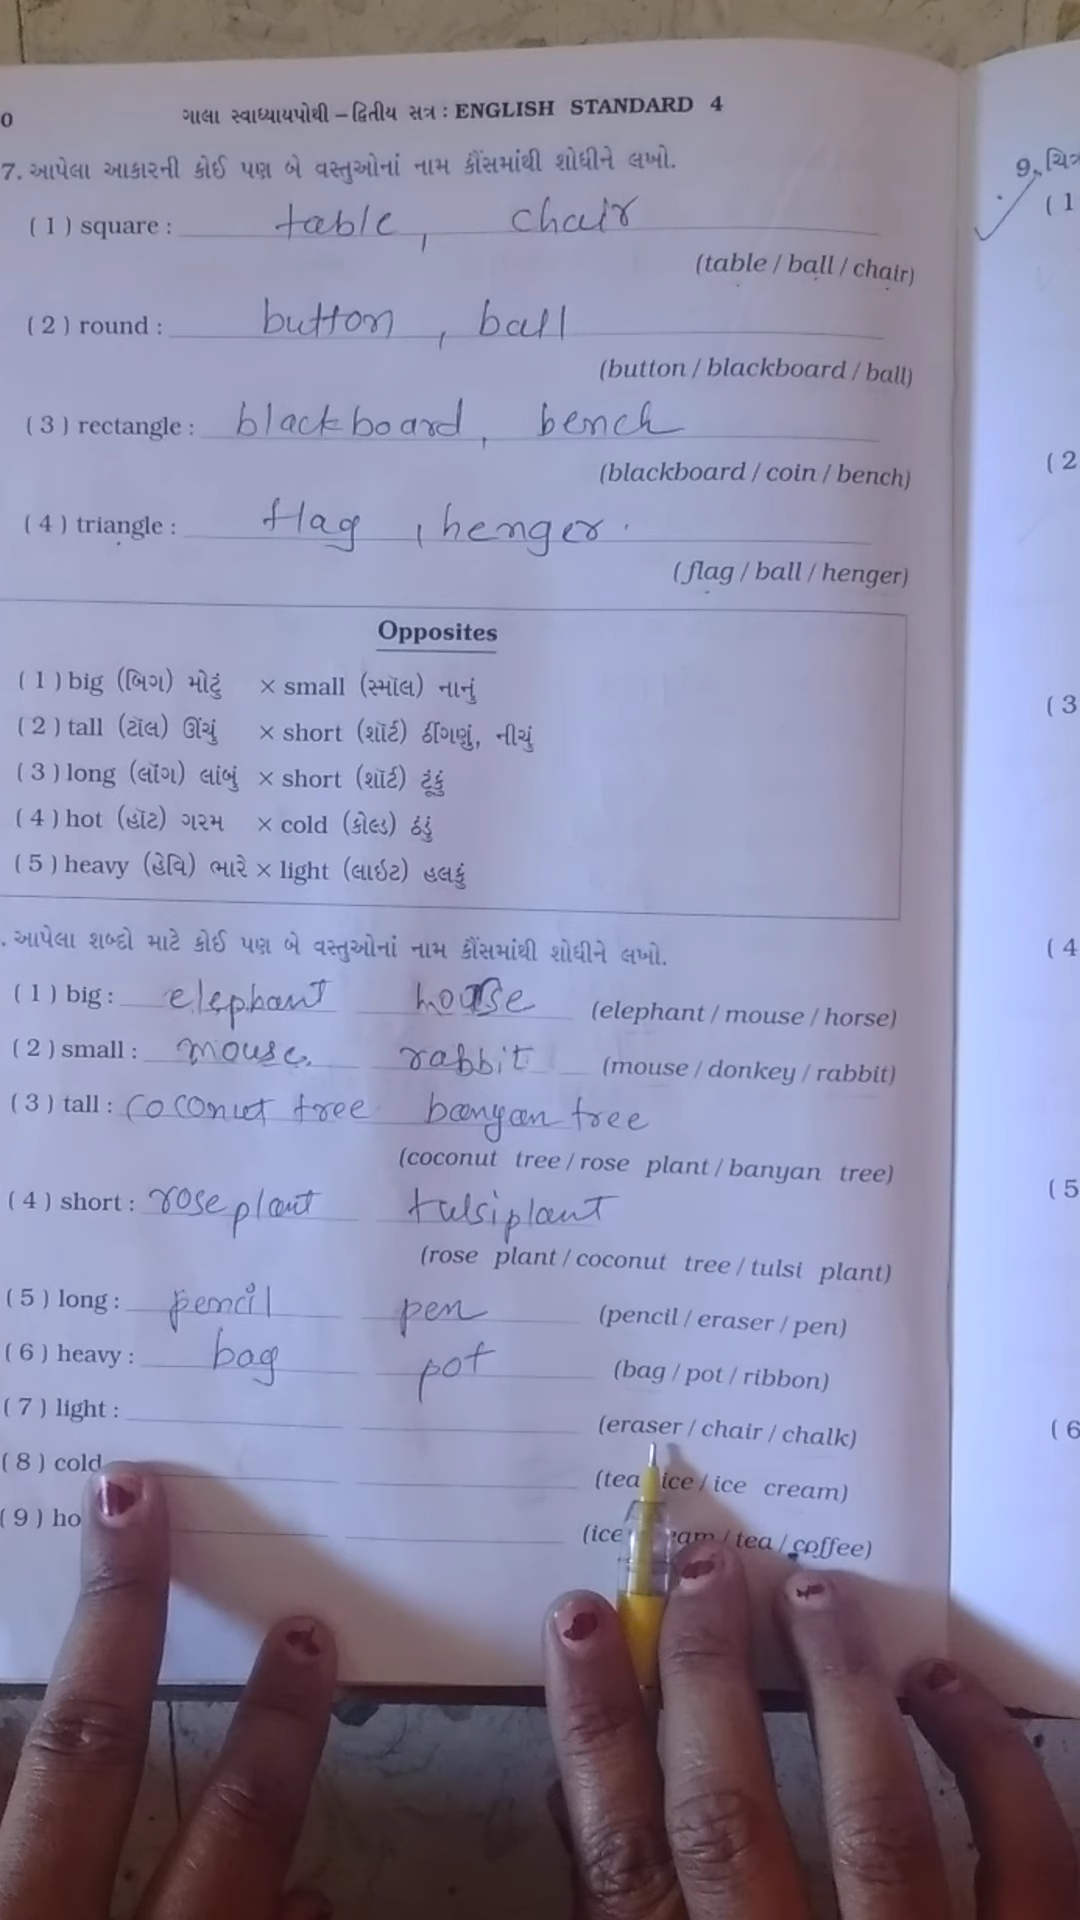 0 ગાલા સ્વાધ્યાયપોથી – દ્વિતીય સત્ર : ENGLISH STANDARD 4
7. આપેલા આકારની કોઈ પણ બે વસ્તુઓનાં નામ કૌંસમાંથી શોધીને લખો.
( 1 ) square : table, chair
(table / ball / chair)
( 2 ) round : button, ball
(button / blackboard / ball)
( 3 ) rectangle : blackboard, bench
(blackboard / coin / bench)
( 4 ) triangle : flag, henger.
(flag / ball / henger)
Opposites
( 1 ) big (બિગ) મોટું × small (સ્મૉલ) નાનું
( 2 ) tall (ટૉલ) ઊંચું × short (શૉર્ટ) ઠીંગણું, નીચું
( 3 ) long (લૉંગ) લાંબું × short (શૉર્ટ) ટૂંકું
( 4 ) hot (હૉટ) ગરમ × cold (કોલ્ડ) ઠંડું
( 5 ) heavy (હેવિ) ભારે × light (લાઇટ) હલકું
. આપેલા શબ્દો માટે કોઈ પણ બે વસ્તુઓનાં નામ કૌંસમાંથી શોધીને લખો.
( 1 ) big : elephant house (elephant / mouse / horse)
( 2 ) small : mouse. rabbit (mouse / donkey / rabbit)
( 3 ) tall : coconut tree banyan tree
(coconut tree / rose plant / banyan tree)
( 4 ) short : rose plant tulsi plant
(rose plant / coconut tree / tulsi plant)
( 5 ) long : pencil pen (pencil / eraser / pen)
( 6 ) heavy : bag pot (bag / pot / ribbon)
( 7 ) light : (eraser / chair / chalk)
( 8 ) cold (tea ice / ice cream)
( 9 ) ho (ice eam / tea / coffee)
9. ચિત્ર
( 1
( 2
( 3
( 4
( 5
( 6